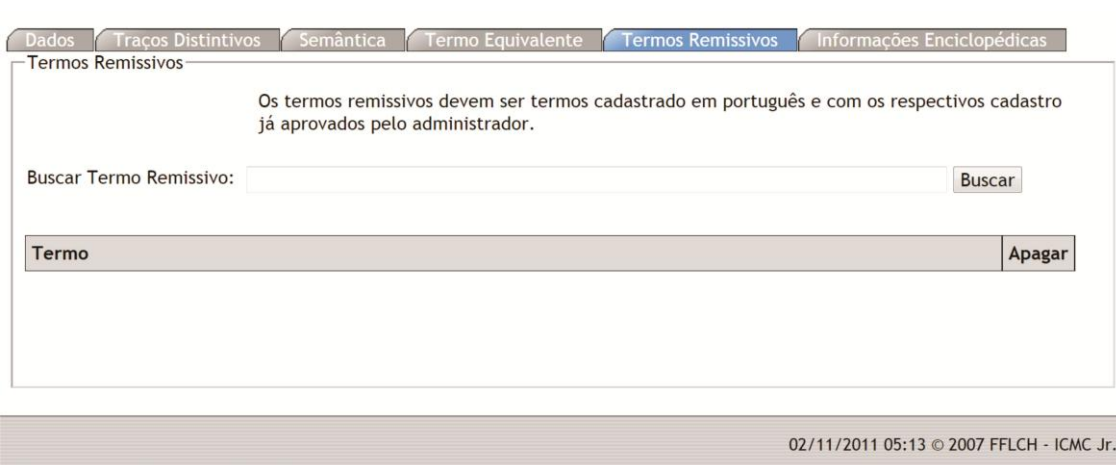 Dados Traços Distintivos Semântica Termo Equivalente Termos Remissivos Informações Enciclopédicas
Termos Remissivos
Os termos remissivos devem ser termos cadastrado em português e com os respectivos cadastro
já aprovados pelo administrador.
Buscar Termo Remissivo: Buscar
Termo Apagar
02/11/2011 05:13 © 2007 FFLCH - ICMC Jr.